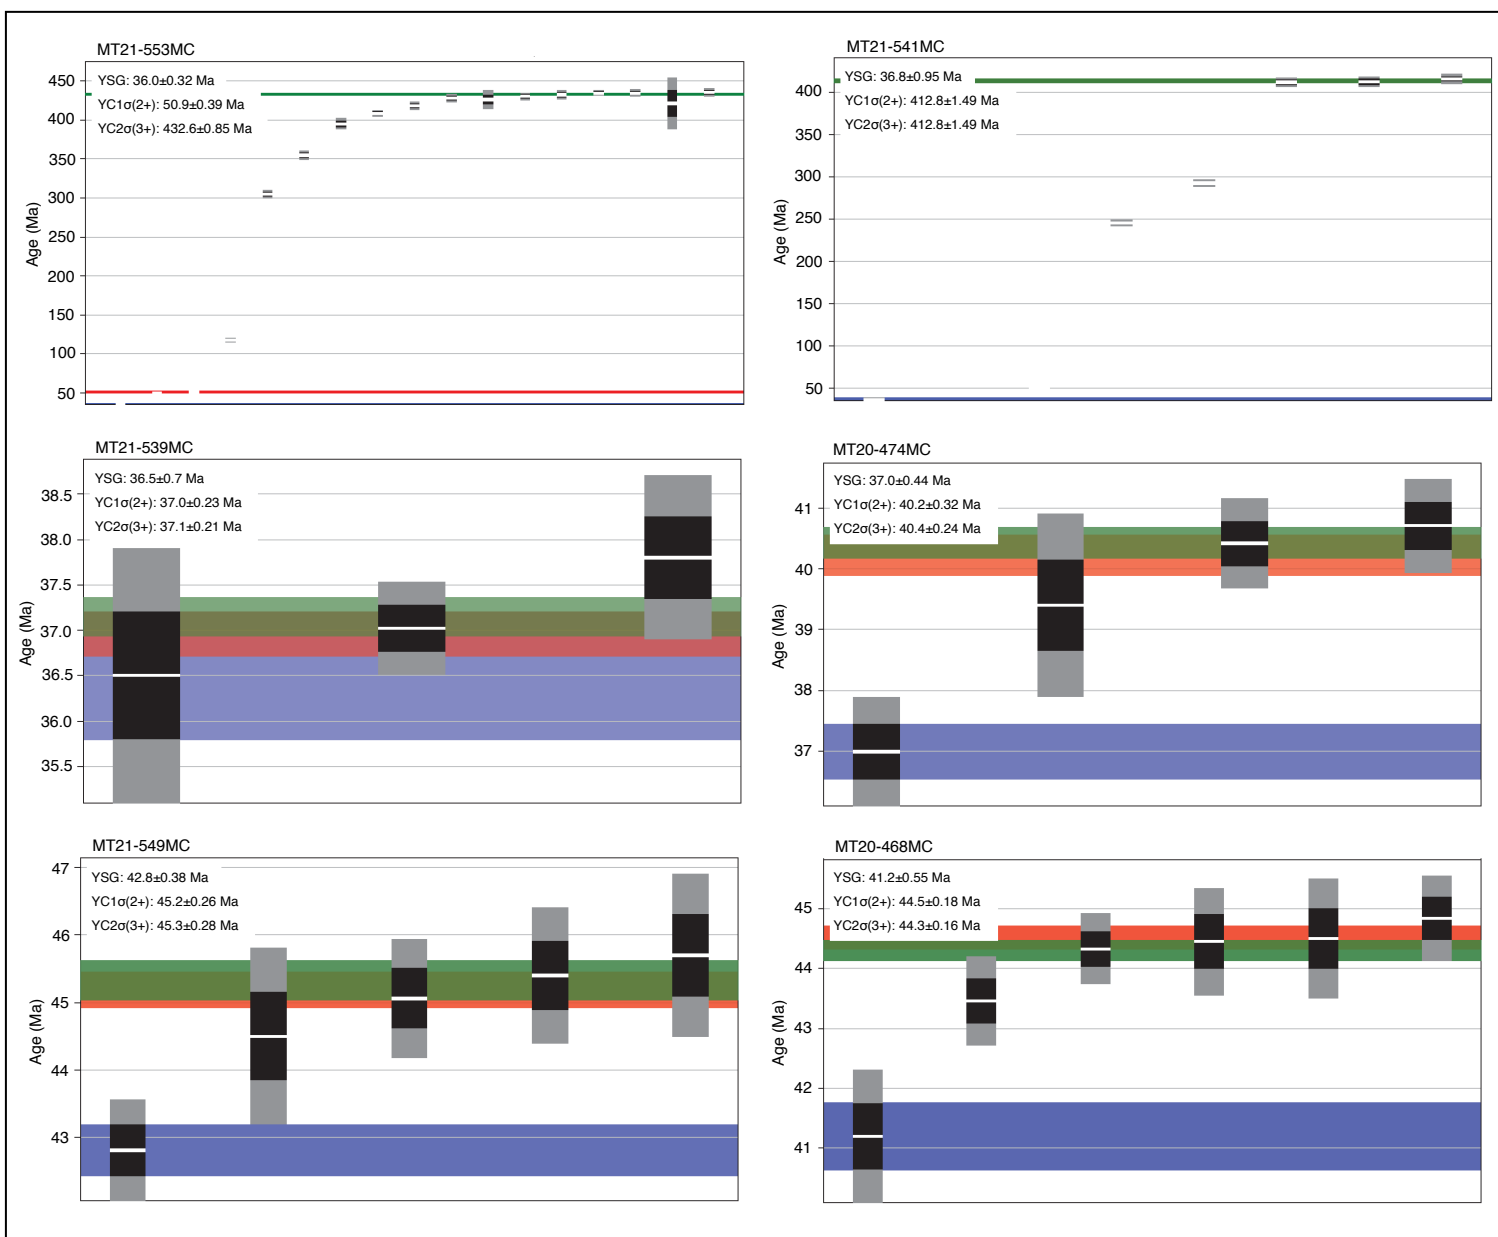 MT21-553MC
YSG: 36.0±0.32 Ma
YC1σ(2+): 50.9±0.39 Ma
YC2σ(3+): 432.6±0.85 Ma
Age (Ma)
450
400
350
300
250
200
150
100
50
MT21-541MC
YSG: 36.8±0.95 Ma
YC1σ(2+): 412.8±1.49 Ma
YC2σ(3+): 412.8±1.49 Ma
Age (Ma)
400
350
300
250
200
150
100
50
MT21-539MC
YSG: 36.5±0.7 Ma
YC1σ(2+): 37.0±0.23 Ma
YC2σ(3+): 37.1±0.21 Ma
Age (Ma)
38.5
38.0
37.5
37.0
36.5
36.0
35.5
MT20-474MC
YSG: 37.0±0.44 Ma
YC1σ(2+): 40.2±0.32 Ma
YC2σ(3+): 40.4±0.24 Ma
Age (Ma)
41
40
39
38
37
MT21-549MC
YSG: 42.8±0.38 Ma
YC1σ(2+): 45.2±0.26 Ma
YC2σ(3+): 45.3±0.28 Ma
Age (Ma)
47
46
45
44
43
MT20-468MC
YSG: 41.2±0.55 Ma
YC1σ(2+): 44.5±0.18 Ma
YC2σ(3+): 44.3±0.16 Ma
Age (Ma)
45
44
43
42
41